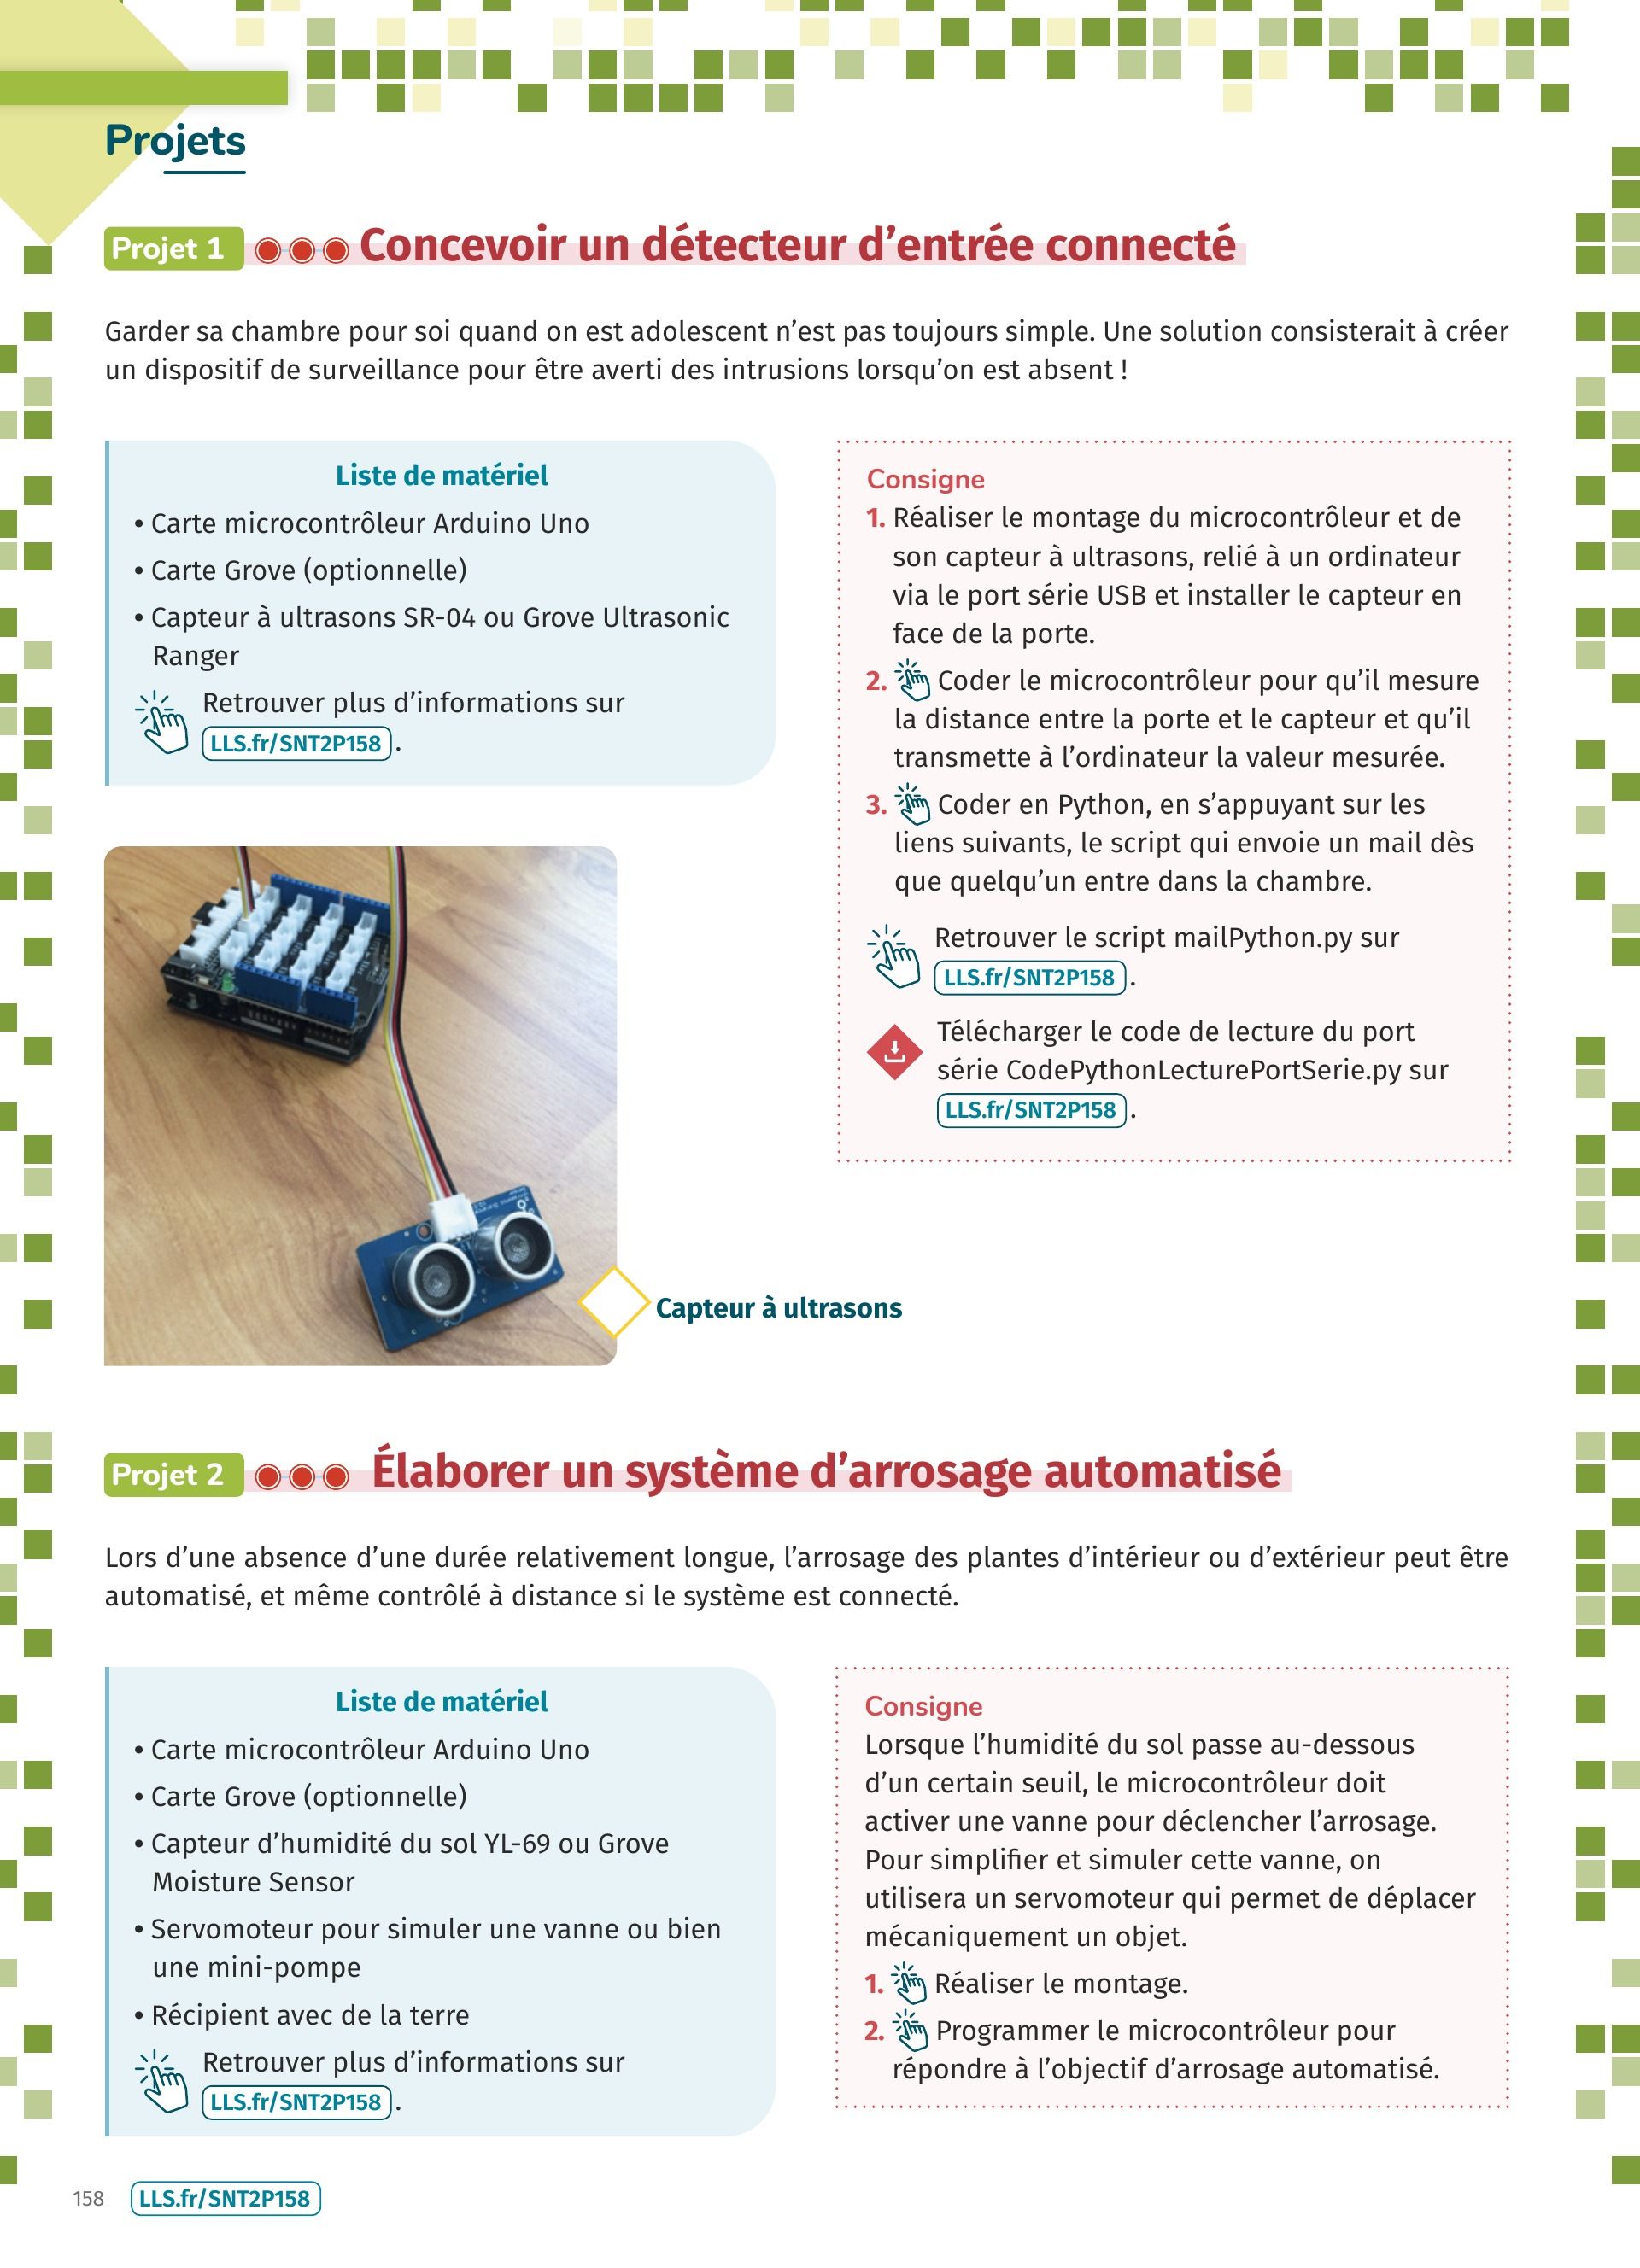 Projets
Projet 1 Concevoir un détecteur d'entrée connecté
Garder sa chambre pour soi quand on est adolescent n'est pas toujours simple. Une solution consisterait à créer
un dispositif de surveillance pour être averti des intrusions lorsqu'on est absent !
Liste de matériel
• Carte microcontrôleur Arduino Uno
• Carte Grove (optionnelle)
• Capteur à ultrasons SR-04 ou Grove Ultrasonic
Ranger
Retrouver plus d'informations sur
LLS.fr/SNT2P158 .
Consigne
1. Réaliser le montage du microcontrôleur et de
son capteur à ultrasons, relié à un ordinateur
via le port série USB et installer le capteur en
face de la porte.
2. Coder le microcontrôleur pour qu'il mesure
la distance entre la porte et le capteur et qu'il
transmette à l'ordinateur la valeur mesurée.
3. Coder en Python, en s'appuyant sur les
liens suivants, le script qui envoie un mail dès
que quelqu'un entre dans la chambre.
Retrouver le script mailPython.py sur
LLS.fr/SNT2P158 .
Télécharger le code de lecture du port
série CodePythonLecturePortSerie.py sur
LLS.fr/SNT2P158 .
Capteur à ultrasons
Projet 2 Élaborer un système d'arrosage automatisé
Lors d'une absence d'une durée relativement longue, l'arrosage des plantes d'intérieur ou d'extérieur peut être
automatisé, et même contrôlé à distance si le système est connecté.
Liste de matériel
• Carte microcontrôleur Arduino Uno
• Carte Grove (optionnelle)
• Capteur d'humidité du sol YL-69 ou Grove
Moisture Sensor
• Servomoteur pour simuler une vanne ou bien
une mini-pompe
• Récipient avec de la terre
Retrouver plus d'informations sur
LLS.fr/SNT2P158 .
Consigne
Lorsque l'humidité du sol passe au-dessous
d'un certain seuil, le microcontrôleur doit
activer une vanne pour déclencher l'arrosage.
Pour simplifier et simuler cette vanne, on
utilisera un servomoteur qui permet de déplacer
mécaniquement un objet.
1. Réaliser le montage.
2. Programmer le microcontrôleur pour
répondre à l'objectif d'arrosage automatisé.
158 LLS.fr/SNT2P158